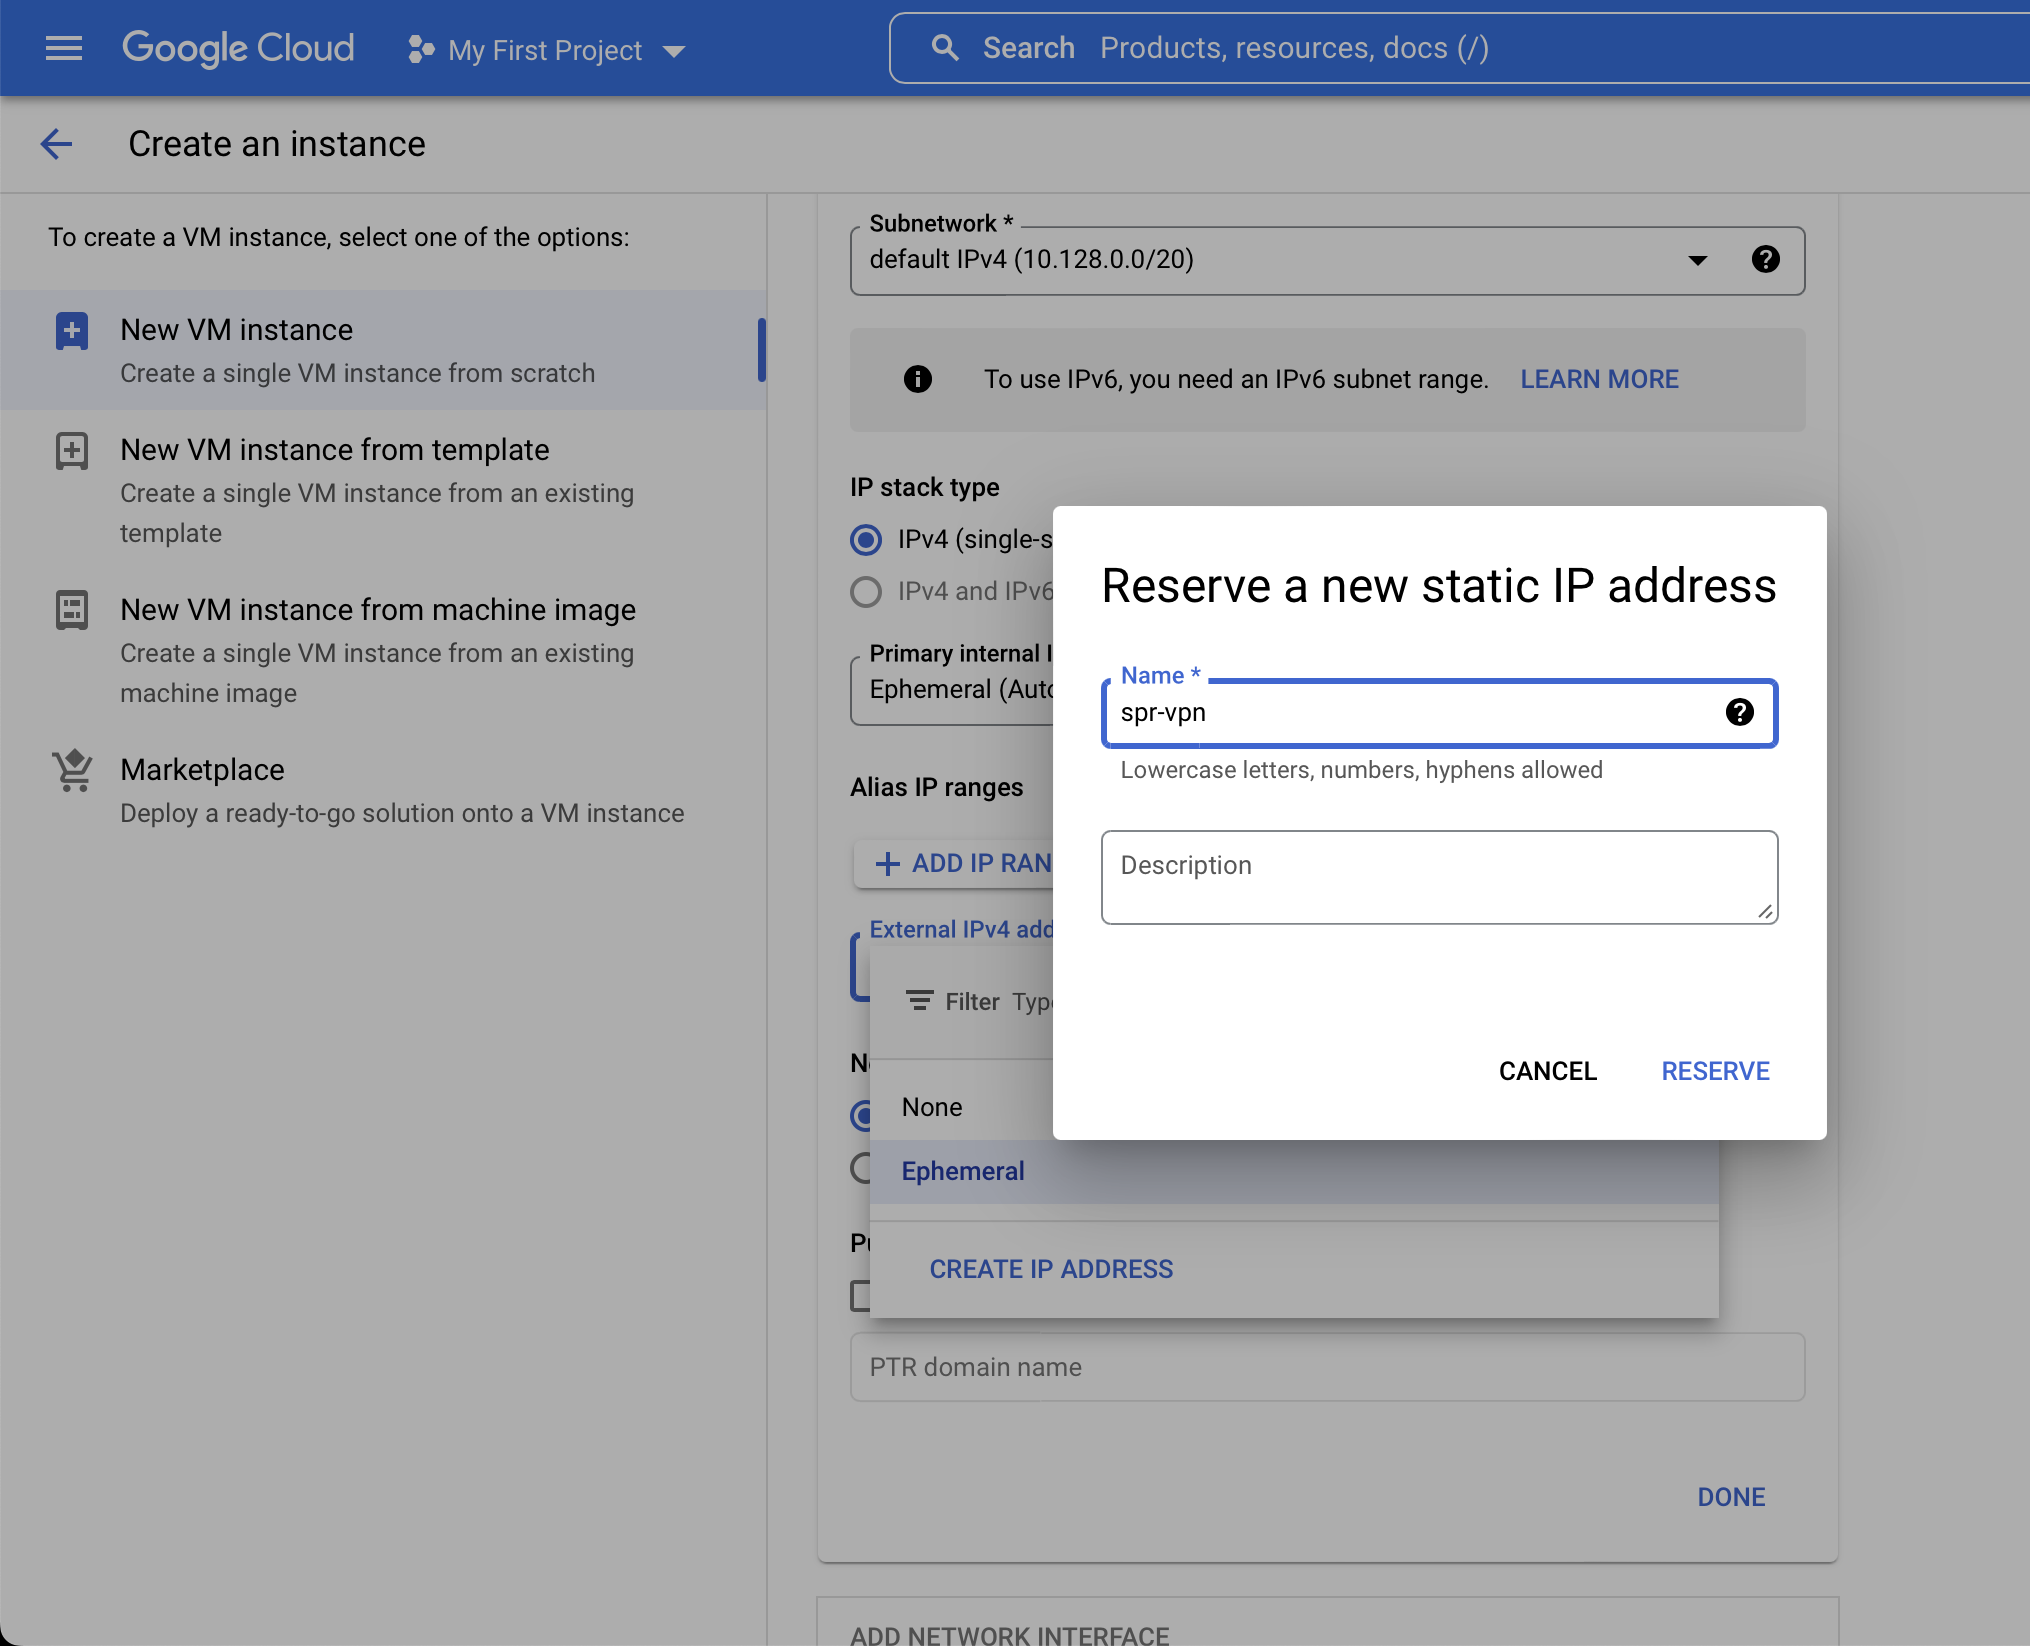 Google Cloud
My First Project
Search Products, resources, docs (/)
Create an instance
To create a VM instance, select one of the options:
New VM instance
Create a single VM instance from scratch
New VM instance from template
Create a single VM instance from an existing
template
New VM instance from machine image
Create a single VM instance from an existing
machine image
Marketplace
Deploy a ready-to-go solution onto a VM instance
Subnetwork *
default IPv4 (10.128.0.0/20)
To use IPv6, you need an IPv6 subnet range. LEARN MORE
IP stack type
IPv4 (single-s
IPv4 and IPv6
Primary internal I
Ephemeral (Auto
Alias IP ranges
ADD IP RAN
External IPv4 add
Filter Type
None
Ephemeral
CREATE IP ADDRESS
PTR domain name
DONE
ADD NETWORK INTERFACE
Reserve a new static IP address
Name *
spr-vpn
Lowercase letters, numbers, hyphens allowed
Description
CANCEL RESERVE